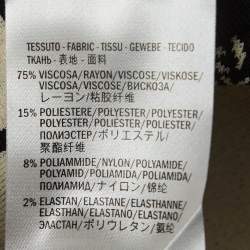 TESSUTO - FABRIC - TISSU - GEWEBE - TECIDO
ТКАНЬ - 表地 - 面料
75% VISCOSA/RAYON/VISCOSE/VISKOSE/
VISCOSE/VISCOSA/VISCOSE/ВИСКОЗА/
レーヨン/粘胶纤维
15% POLIESTERE/POLYESTER/POLYESTER/
POLYESTER/POLIÉSTER/POLYESTER/
ПОЛИЭСТЕР/ポリエステル/
聚酯纤维
8% POLIAMMIDE/NYLON/POLYAMIDE/
POLYAMID/POLIAMIDA/POLYAMIDA/
ПОЛИАМИД/ナイロン/锦纶
2% ELASTAN/ELASTANE/ELASTHANNE/
ELASTHAN/ELASTANO/ELASTANO/
ЭЛАСТАН/ポリウレタン/氨纶